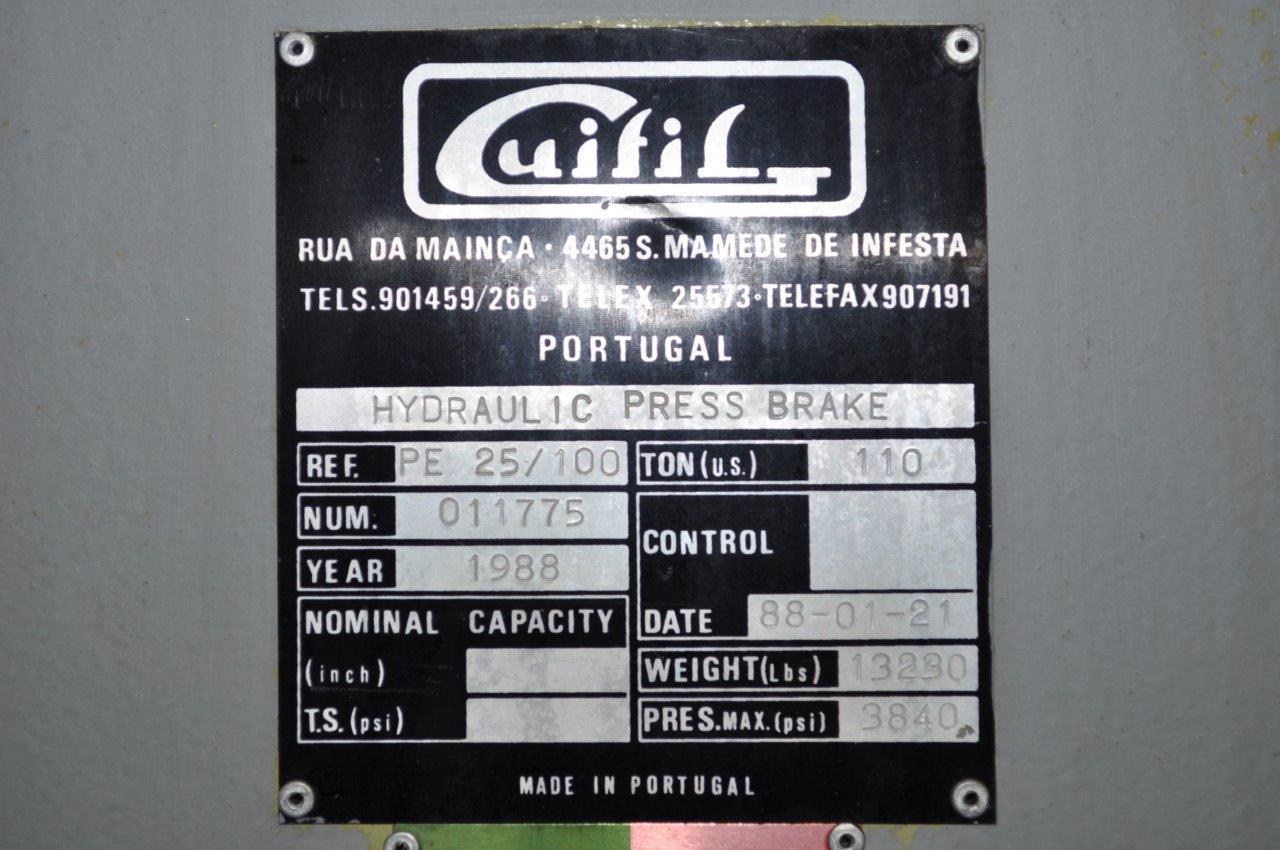 Guifil
RUA DA MAINÇA · 4465 S. MAMEDE DE INFESTA
TELS.901459/266 · TELEX 25573 · TELEFAX 907191
PORTUGAL
HYDRAULIC PRESS BRAKE
REF. PE 25/100
NUM. 011775
YEAR 1988
NOMINAL CAPACITY
(inch)
T.S. (psi)
TON (U.S.) 110
CONTROL
DATE 88-01-21
WEIGHT (Lbs) 13230
PRES. MAX. (psi) 3840
MADE IN PORTUGAL